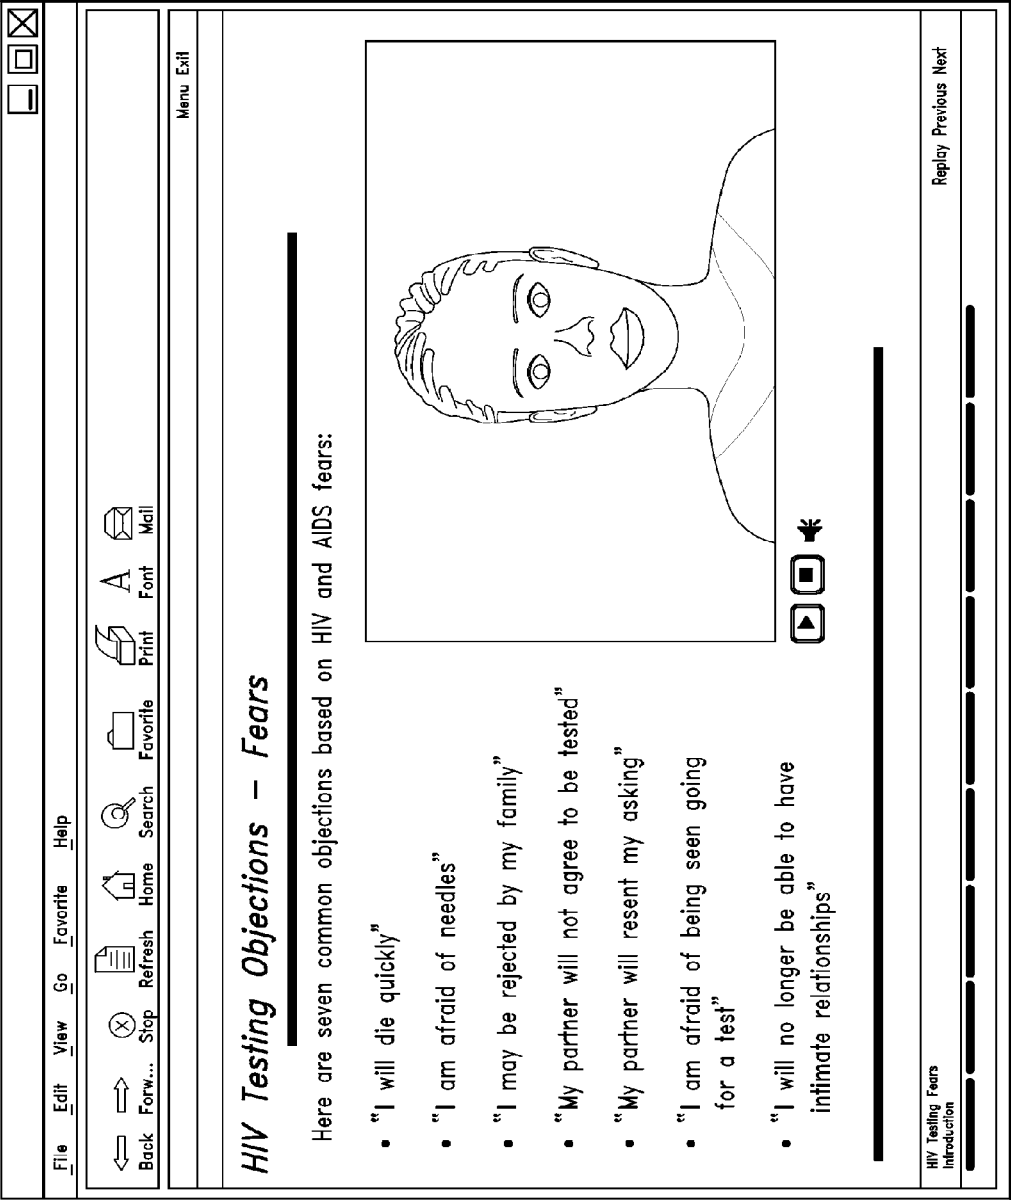 File Edit View Go Favorite Help
Back Forw... Stop Refresh Home Search Favorite Print Font Mail
Menu Exit
HIV Testing Objections – Fears
Here are seven common objections based on HIV and AIDS fears:
• "I will die quickly"
• "I am afraid of needles"
• "I may be rejected by my family"
• "My partner will not agree to be tested"
• "My partner will resent my asking"
• "I am afraid of being seen going
for a test"
• "I will no longer be able to have
intimate relationships"
HIV Testing Fears
Introduction
Replay Previous Next